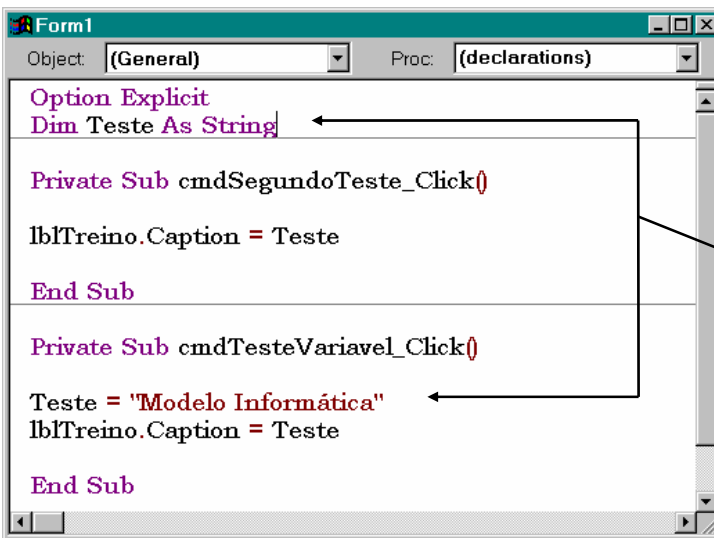 Form1
Object: (General) Proc: (declarations)
Option Explicit
Dim Teste As String
Private Sub cmdSegundoTeste_Click()
lblTreino.Caption = Teste
End Sub
Private Sub cmdTesteVariavel_Click()
Teste = "Modelo Informática"
lblTreino.Caption = Teste
End Sub